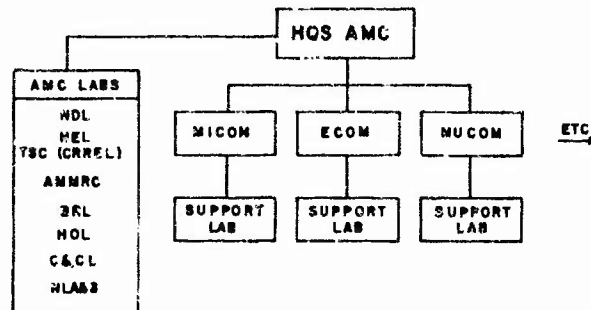 HQS AMC
AMC LABS
HDL
HEL
TSC (CRREL)
AMMRC
BRL
HOL
C&CL
NLABS
MICOM
ECOM
MUCOM
ETC
SUPPORT
LAB
SUPPORT
LAB
SUPPORT
LAB